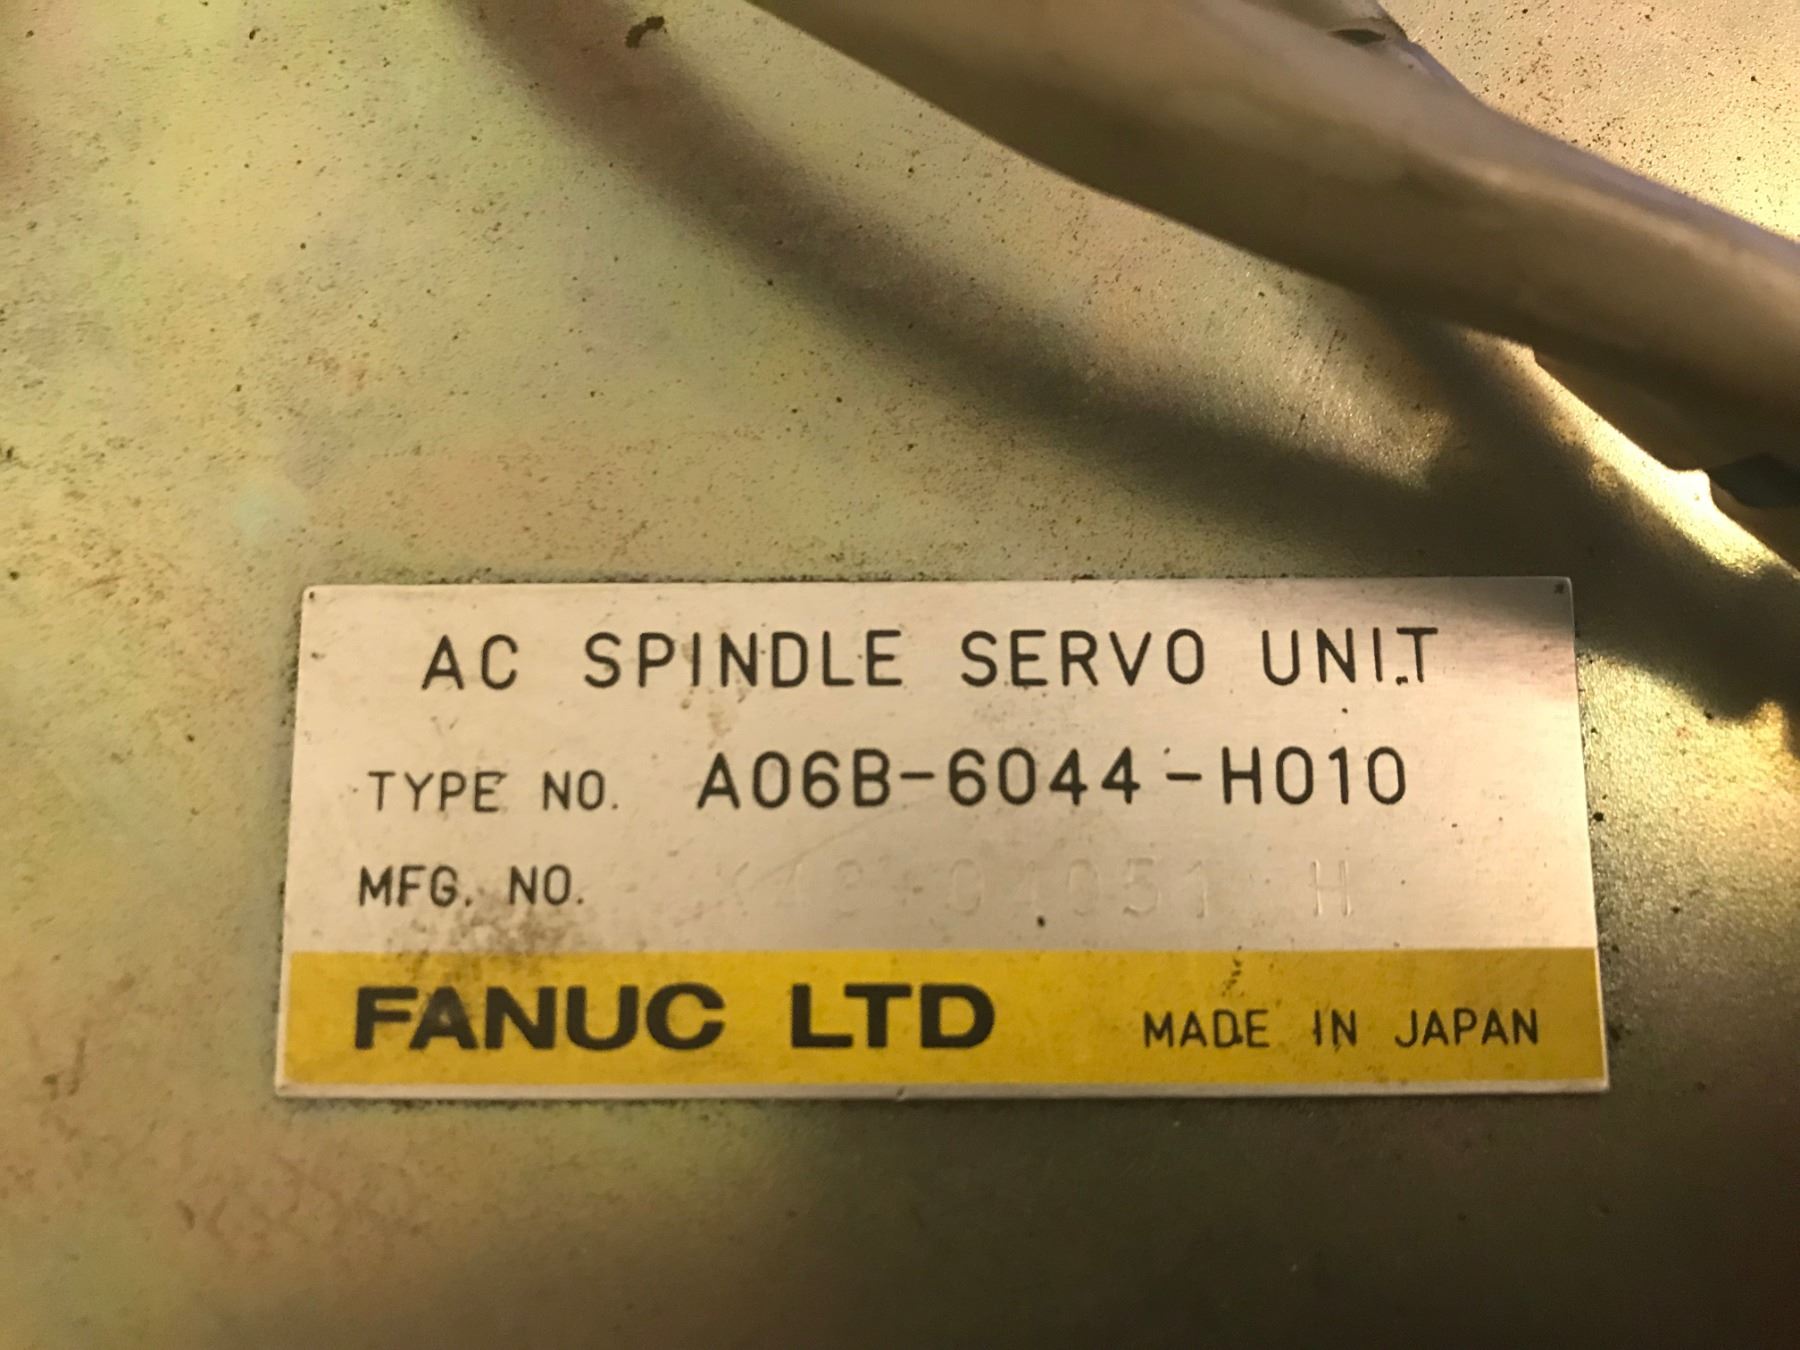 AC SPINDLE SERVO UNIT
TYPE NO. A06B-6044-H010
MFG. NO. H
FANUC LTD MADE IN JAPAN